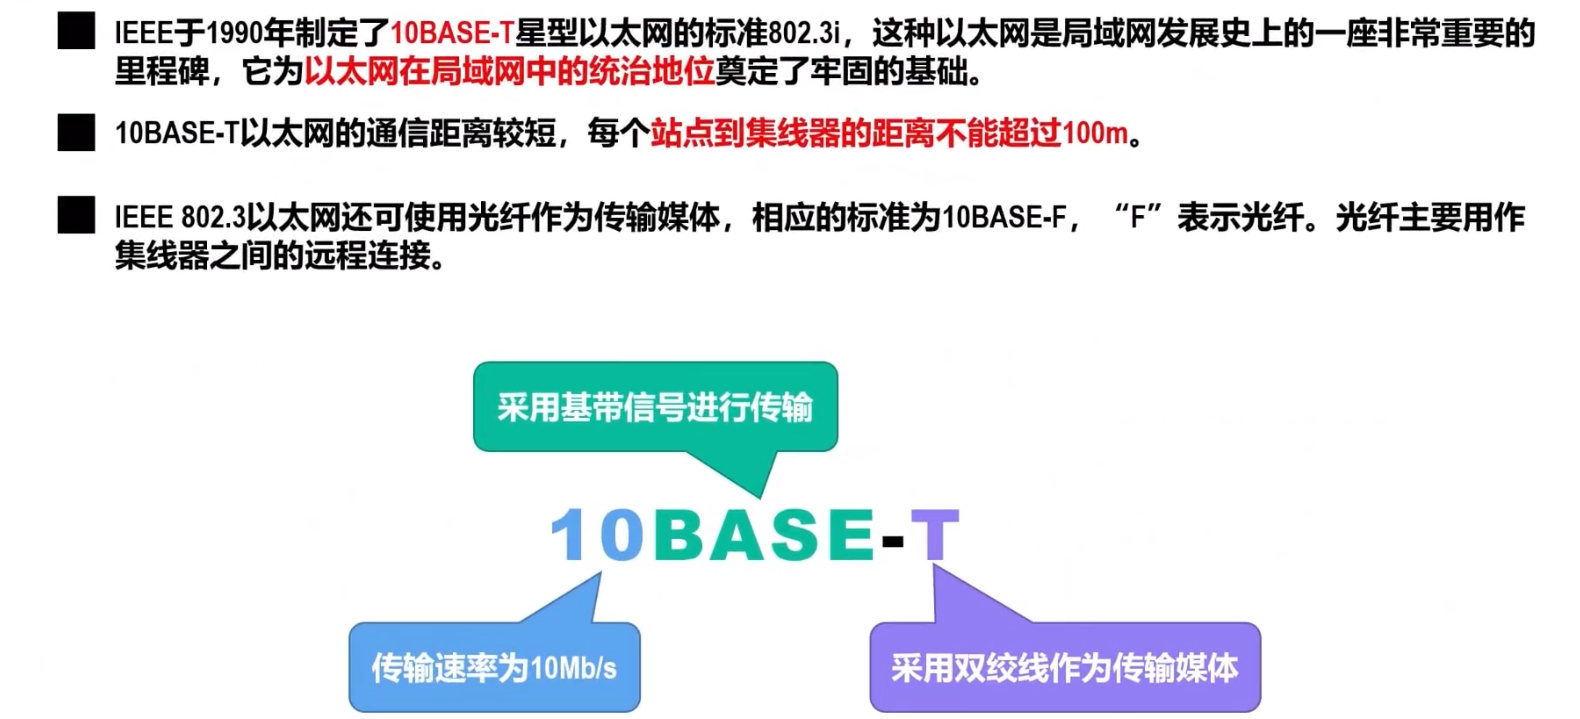 IEEE于1990年制定了10BASE-T星型以太网的标准802.3i，这种以太网是局域网发展史上的一座非常重要的
里程碑，它为以太网在局域网中的统治地位奠定了牢固的基础。
10BASE-T以太网的通信距离较短，每个站点到集线器的距离不能超过100m。
IEEE 802.3以太网还可使用光纤作为传输媒体，相应的标准为10BASE-F，“F”表示光纤。光纤主要用作
集线器之间的远程连接。
采用基带信号进行传输
10BASE-T
传输速率为10Mb/s
采用双绞线作为传输媒体